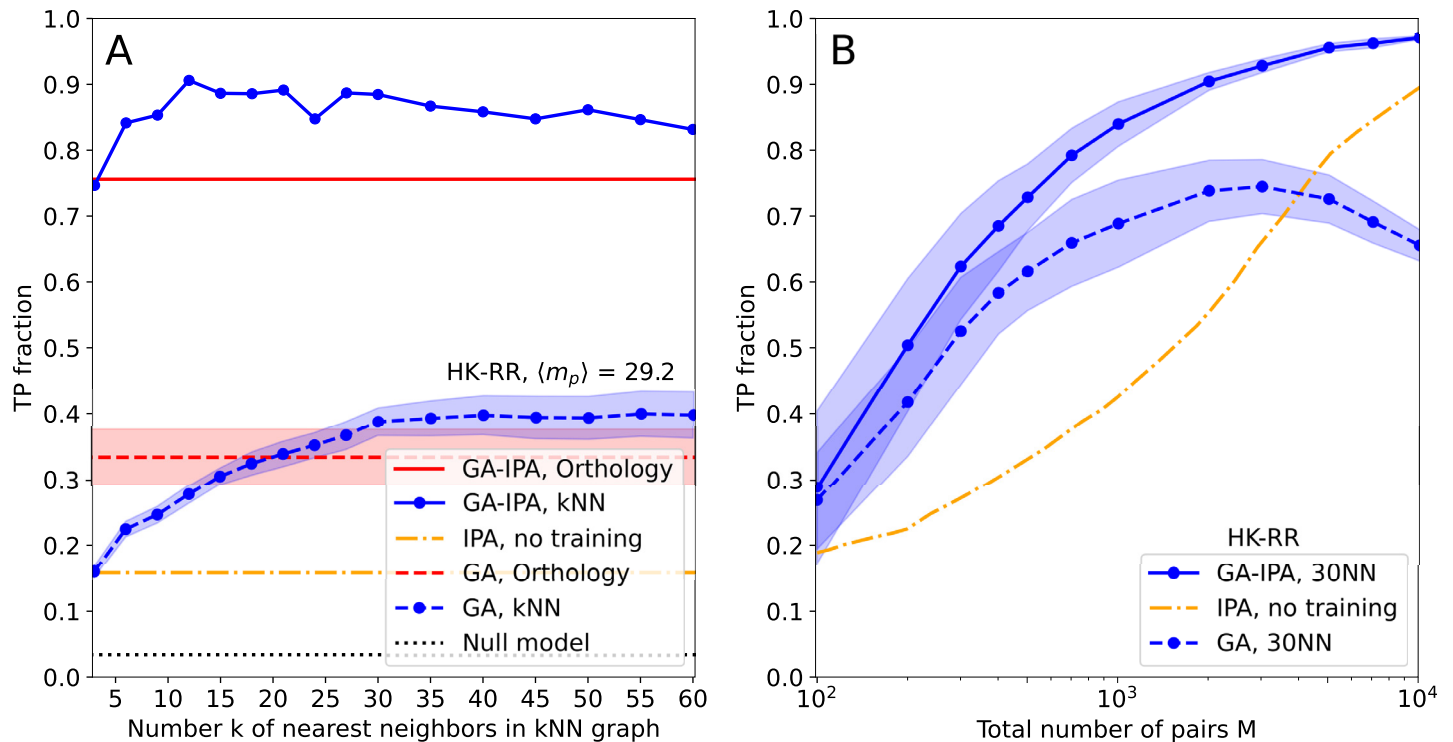 A
1.0
0.9
0.8
0.7
0.6
0.5
0.4
0.3
0.2
0.1
0.0
TP fraction
HK-RR, ⟨mₚ⟩ = 29.2
GA-IPA, Orthology
GA-IPA, kNN
IPA, no training
GA, Orthology
GA, kNN
Null model
5 10 15 20 25 30 35 40 45 50 55 60
Number k of nearest neighbors in kNN graph
B
1.0
0.9
0.8
0.7
0.6
0.5
0.4
0.3
0.2
0.1
0.0
TP fraction
HK-RR
GA-IPA, 30NN
IPA, no training
GA, 30NN
10² 10³ 10⁴
Total number of pairs M